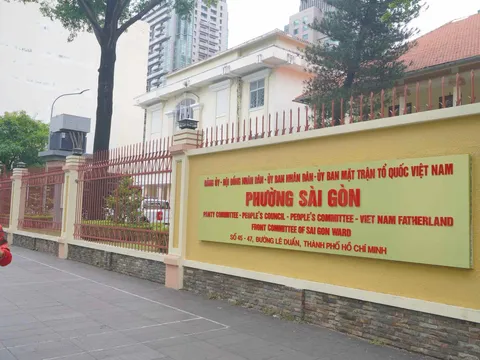 ĐẢNG ỦY - HỘI ĐỒNG NHÂN DÂN - ỦY BAN NHÂN DÂN - ỦY BAN MẶT TRẬN TỔ QUỐC VIỆT NAM
PHƯỜNG SÀI GÒN
PARTY COMMITTEE - PEOPLE'S COUNCIL - PEOPLE'S COMMITTEE - VIET NAM FATHERLAND
FRONT COMMITTEE OF SAI GON WARD
SỐ 45 - 47, ĐƯỜNG LÊ DUẨN, THÀNH PHỐ HỒ CHÍ MINH